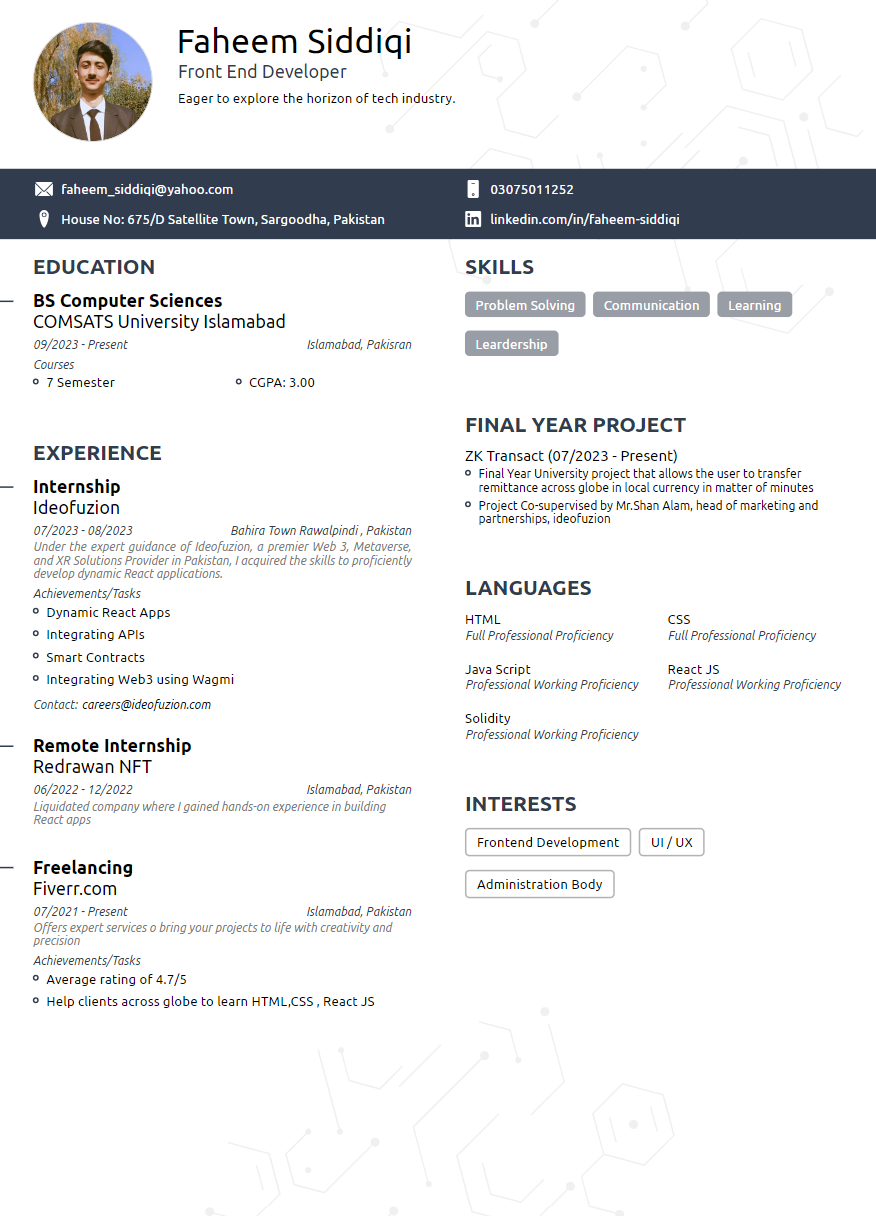 Faheem Siddiqi
Front End Developer
Eager to explore the horizon of tech industry.
faheem_siddiqi@yahoo.com
03075011252
House No: 675/D Satellite Town, Sargoodha, Pakistan
linkedin.com/in/faheem-siddiqi
EDUCATION
BS Computer Sciences
COMSATS University Islamabad
09/2023 - Present
Islamabad, Pakisran
Courses
7 Semester
CGPA: 3.00
EXPERIENCE
Internship
Ideofuzion
07/2023 - 08/2023
Bahira Town Rawalpindi , Pakistan
Under the expert guidance of Ideofuzion, a premier Web 3, Metaverse,
and XR Solutions Provider in Pakistan, I acquired the skills to proficiently
develop dynamic React applications.
Achievements/Tasks
Dynamic React Apps
Integrating APIs
Smart Contracts
Integrating Web3 using Wagmi
Contact: careers@ideofuzion.com
Remote Internship
Redrawan NFT
06/2022 - 12/2022
Islamabad, Pakistan
Liquidated company where I gained hands-on experience in building
React apps
Freelancing
Fiverr.com
07/2021 - Present
Islamabad, Pakistan
Offers expert services o bring your projects to life with creativity and
precision
Achievements/Tasks
Average rating of 4.7/5
Help clients across globe to learn HTML,CSS , React JS
SKILLS
Problem Solving
Communication
Learning
Leardership
FINAL YEAR PROJECT
ZK Transact (07/2023 - Present)
Final Year University project that allows the user to transfer
remittance across globe in local currency in matter of minutes
Project Co-supervised by Mr.Shan Alam, head of marketing and
partnerships, ideofuzion
LANGUAGES
HTML
Full Professional Proficiency
CSS
Full Professional Proficiency
Java Script
Professional Working Proficiency
React JS
Professional Working Proficiency
Solidity
Professional Working Proficiency
INTERESTS
Frontend Development
UI / UX
Administration Body